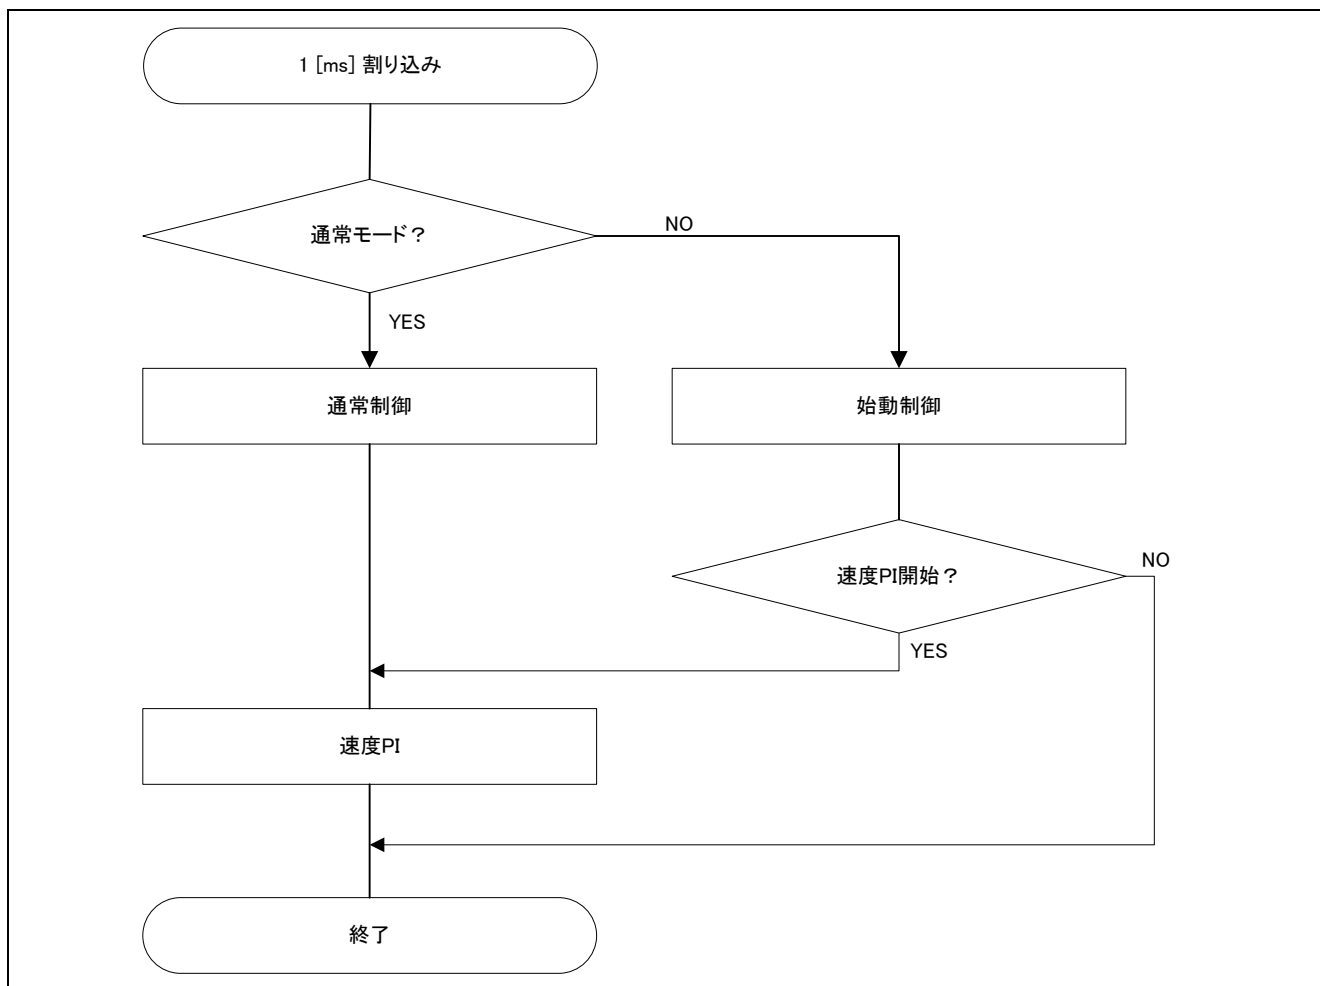 1 [ms] 割り込み
通常モード？
NO
YES
通常制御
始動制御
速度PI開始？
NO
YES
速度PI
終了